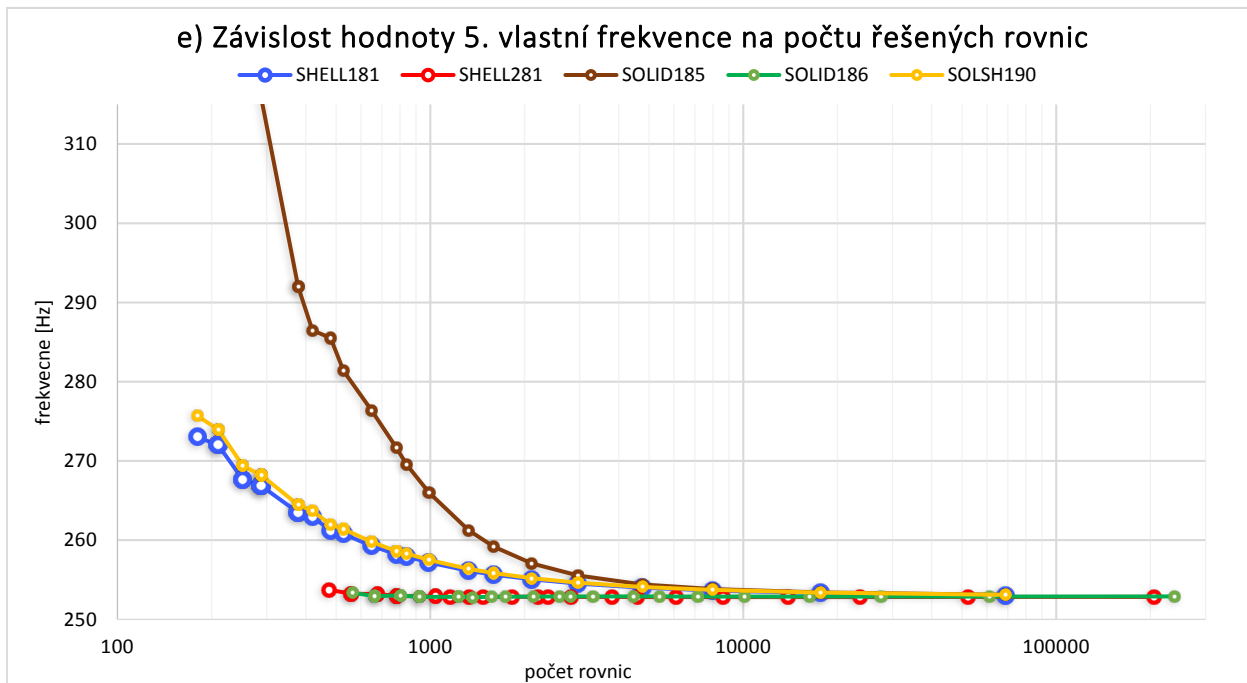 e) Závislost hodnoty 5. vlastní frekvence na počtu řešených rovnic
SHELL181 SHELL281 SOLID185 SOLID186 SOLSH190
310
300
290
280
270
260
250
frekvecne [Hz]
100 1000 10000 100000
počet rovnic